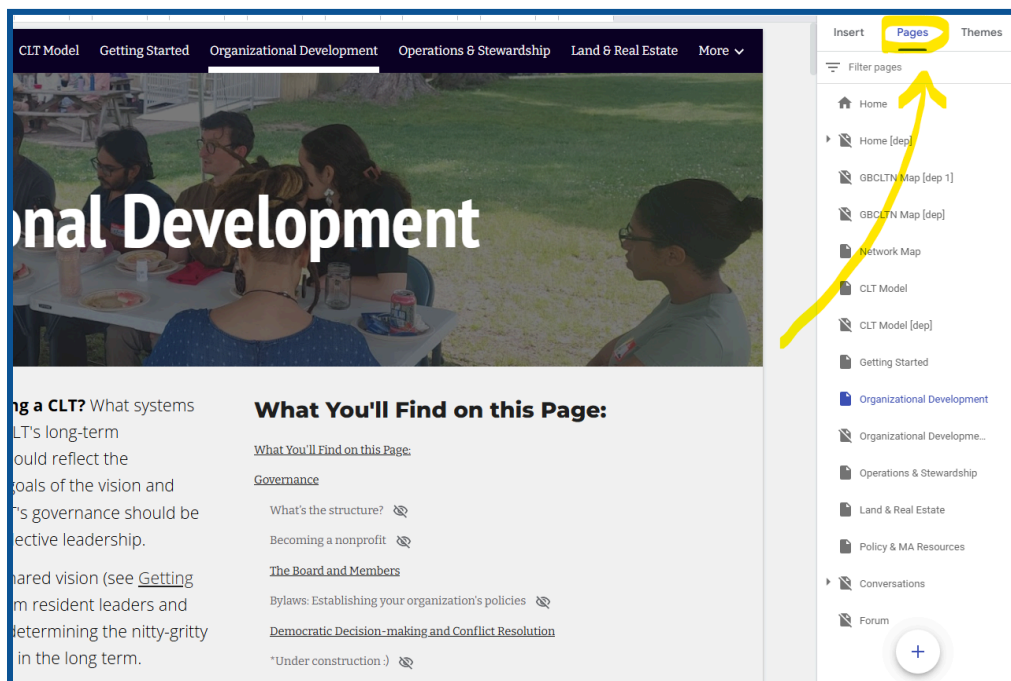 CLT Model Getting Started Organizational Development Operations & Stewardship Land & Real Estate More
onal Development
ng a CLT? What systems
LT's long-term
ould reflect the
goals of the vision and
T's governance should be
ective leadership.
hared vision (see Getting
m resident leaders and
determining the nitty-gritty
in the long term.
What You'll Find on this Page:
What You'll Find on this Page:
Governance
What's the structure?
Becoming a nonprofit
The Board and Members
Bylaws: Establishing your organization's policies
Democratic Decision-making and Conflict Resolution
*Under construction :)
Insert Pages Themes
Filter pages
Home
Home [dep]
GBCLTN Map [dep 1]
GBCLTN Map [dep]
Network Map
CLT Model
CLT Model [dep]
Getting Started
Organizational Development
Organizational Developme...
Operations & Stewardship
Land & Real Estate
Policy & MA Resources
Conversations
Forum